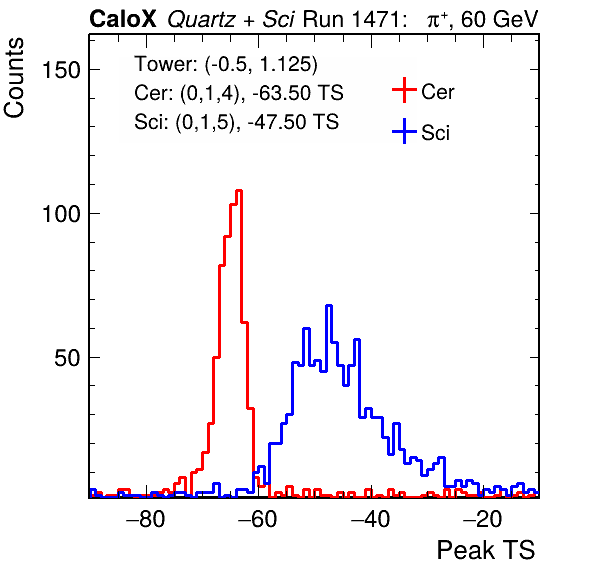 CaloX Quartz + Sci Run 1471: π⁺, 60 GeV
Counts
Tower: (-0.5, 1.125)
Cer: (0,1,4), -63.50 TS
Sci: (0,1,5), -47.50 TS
Cer
Sci
150
100
50
−80 −60 −40 −20
Peak TS